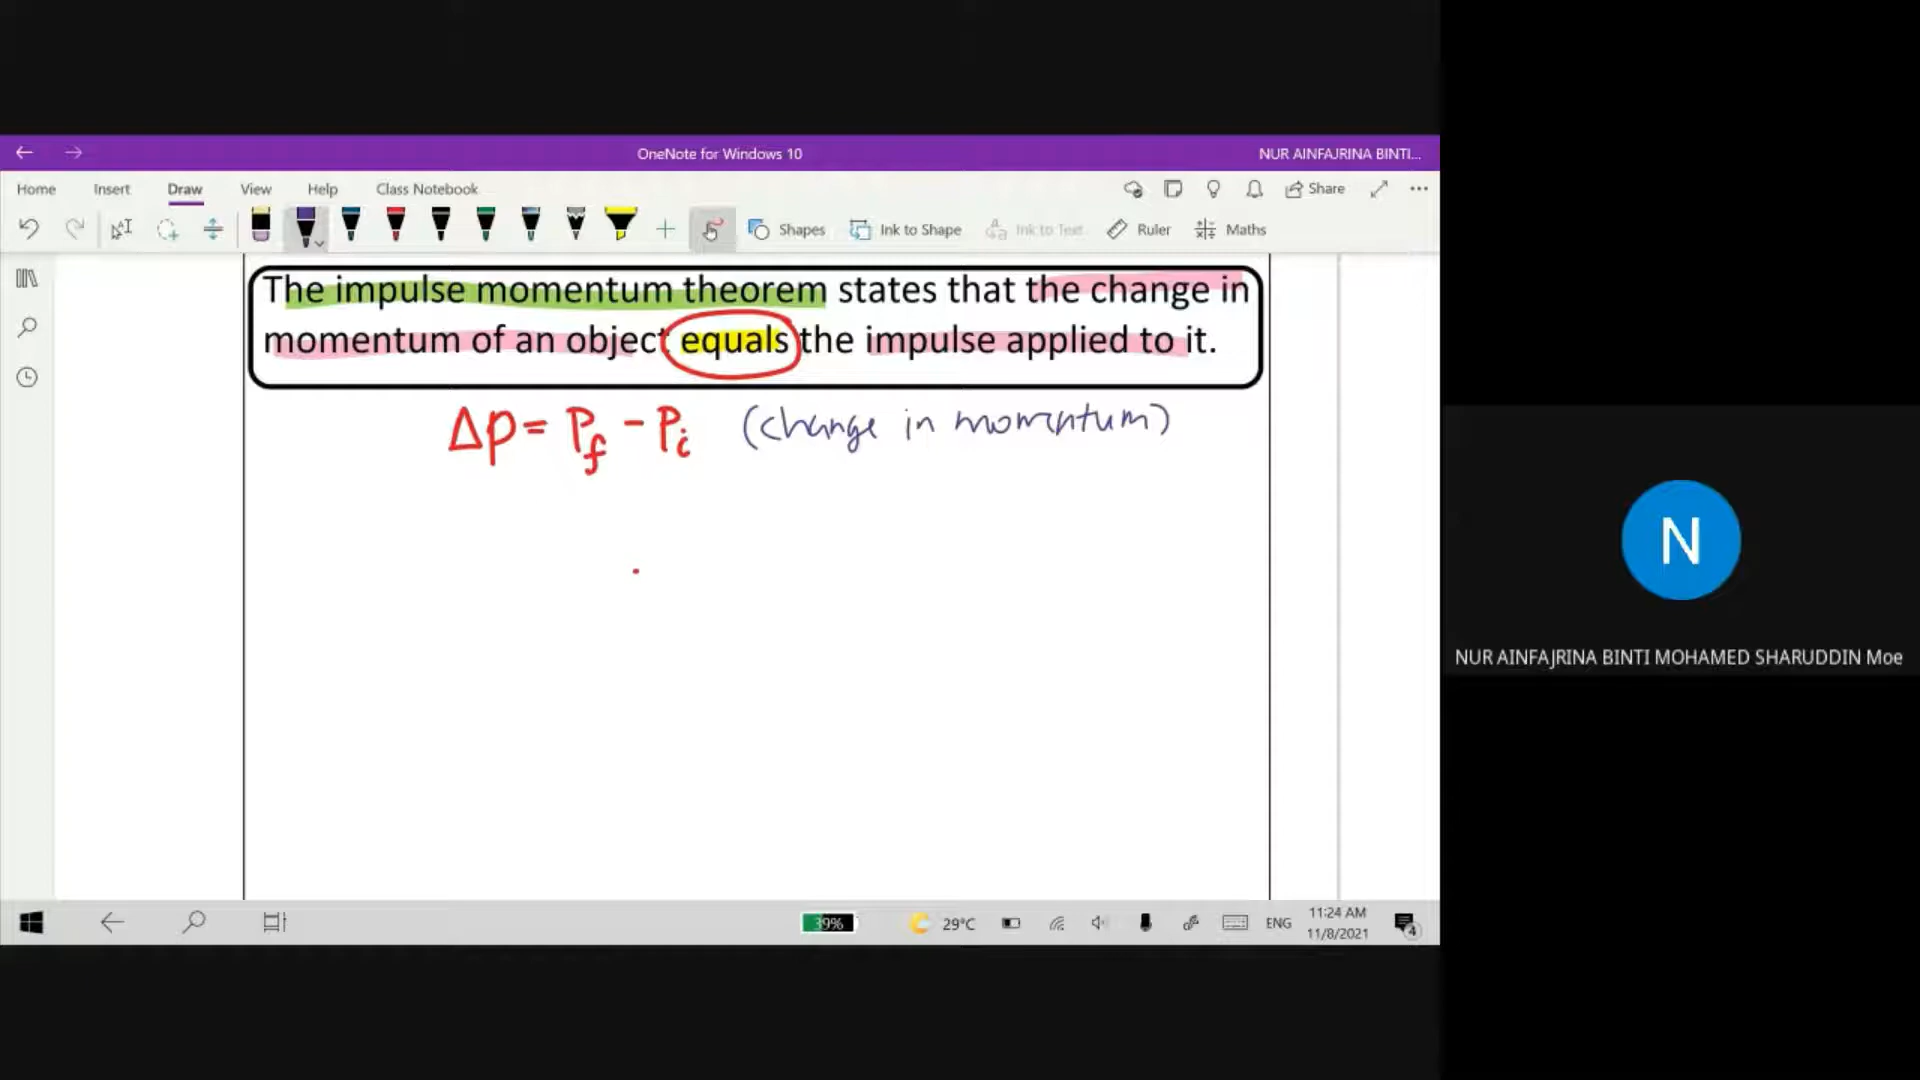 OneNote for Windows 10
NUR AINFAJRINA BINTI...
Home Insert Draw View Help Class Notebook Share
Shapes Ink to Shape Ink to Text Ruler Maths
The impulse momentum theorem states that the change in
momentum of an object equals the impulse applied to it.
Δp = Pf - Pi (change in momentum)
N
NUR AINFAJRINA BINTI MOHAMED SHARUDDIN Moe
39% 29°C ENG 11:24 AM
11/8/2021 4